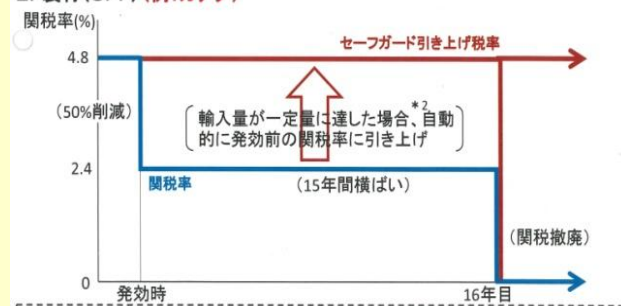 関税率(%)
セーフガード引き上げ税率
4.8
(50%削減)
輸入量が一定量に達した場合、*2自動
的に発効前の関税率に引き上げ
2.4
関税率
(15年間横ばい)
(関税撤廃)
0
発効時
16年目